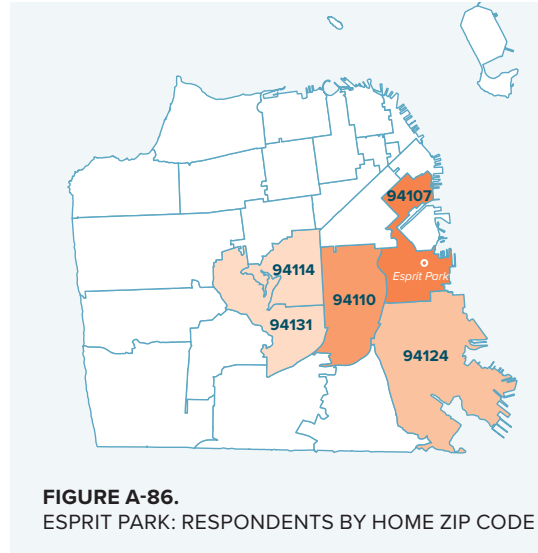 94107
94114
Esprit Park
94110
94131
94124
FIGURE A-86.
ESPRIT PARK: RESPONDENTS BY HOME ZIP CODE